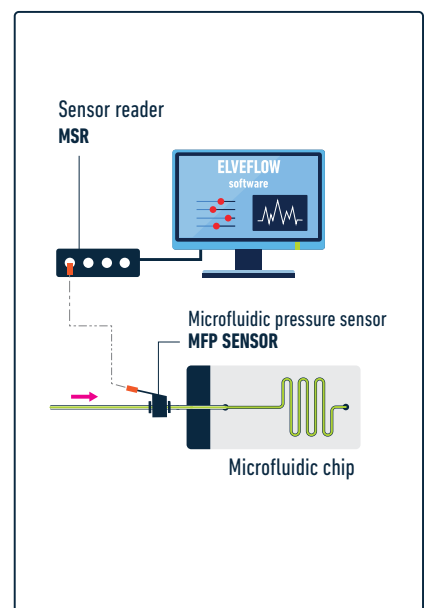 Sensor reader
MSR
ELVEFLOW
software
Microfluidic pressure sensor
MFP SENSOR
Microfluidic chip